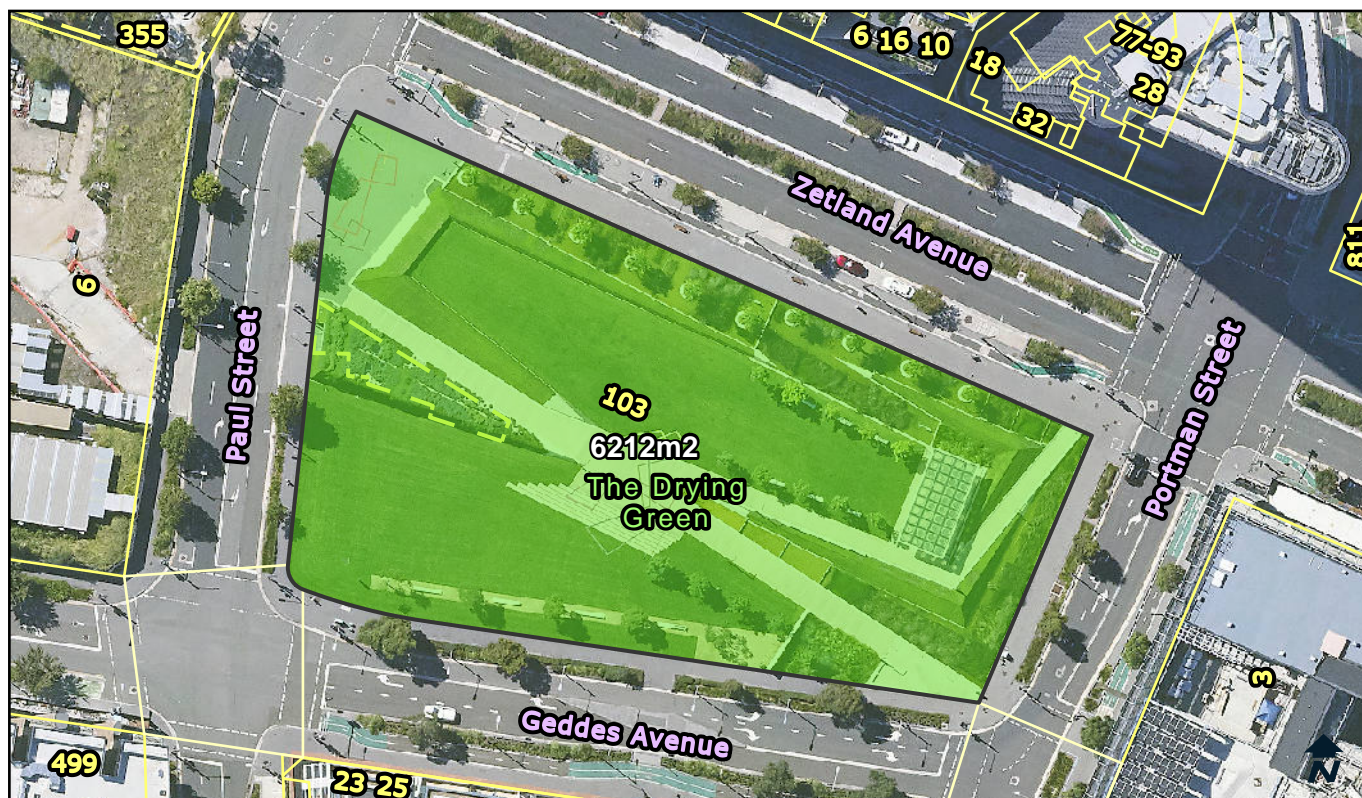 355
6 16 10
18
77-93
28
32
Zetland Avenue
811
6
Paul Street
103
6212m2
The Drying
Green
Portman Street
3
Geddes Avenue
499
23 25
N